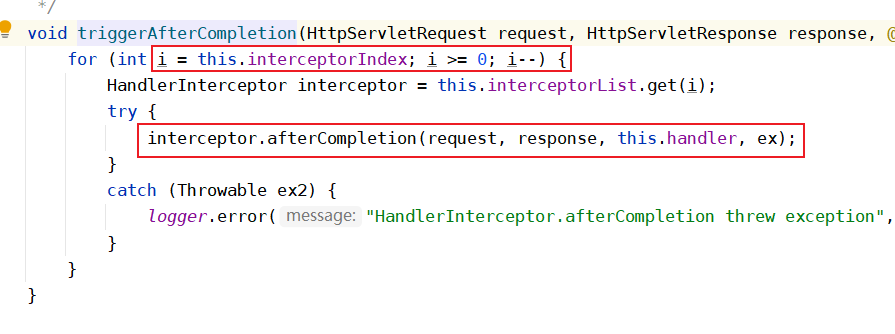 */
void triggerAfterCompletion(HttpServletRequest request, HttpServletResponse response, @
for (int i = this.interceptorIndex; i >= 0; i--) {
HandlerInterceptor interceptor = this.interceptorList.get(i);
try {
interceptor.afterCompletion(request, response, this.handler, ex);
}
catch (Throwable ex2) {
logger.error( message: "HandlerInterceptor.afterCompletion threw exception",
}
}
}